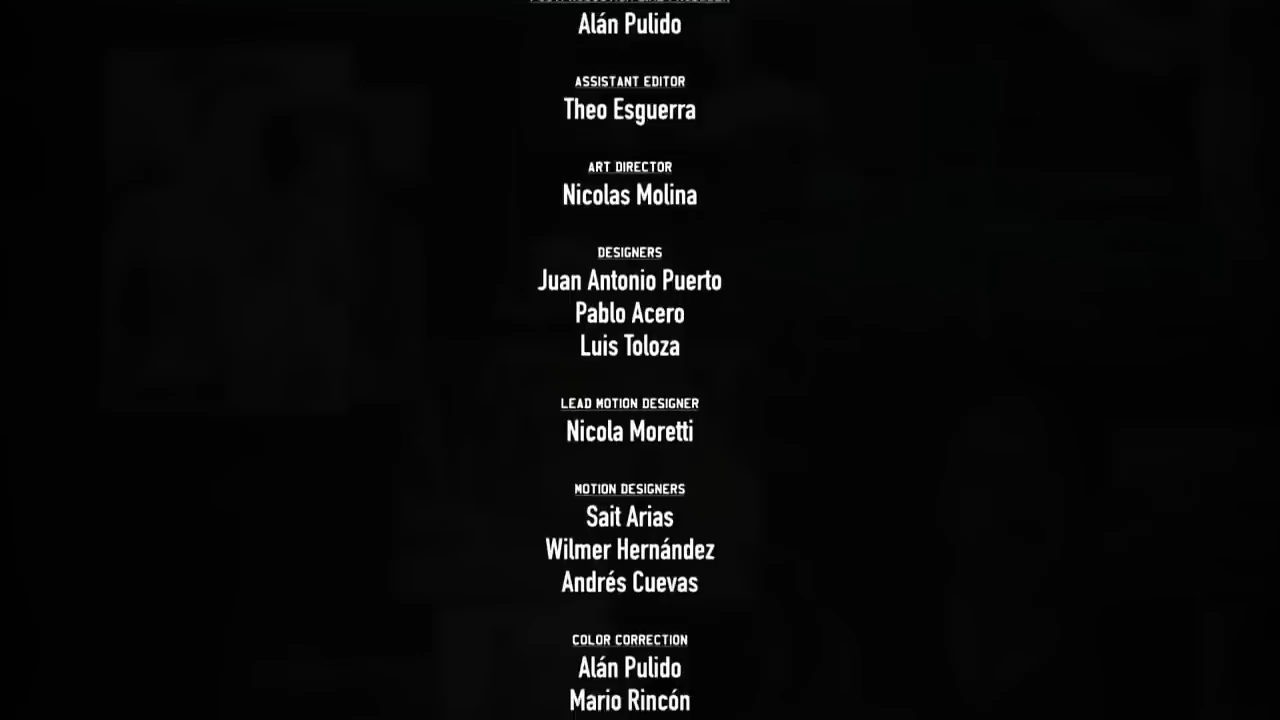 Alán Pulido
ASSISTANT EDITOR
Theo Esguerra
ART DIRECTOR
Nicolas Molina
DESIGNERS
Juan Antonio Puerto
Pablo Acero
Luis Toloza
LEAD MOTION DESIGNER
Nicola Moretti
MOTION DESIGNERS
Sait Arias
Wilmer Hernández
Andrés Cuevas
COLOR CORRECTION
Alán Pulido
Mario Rincón